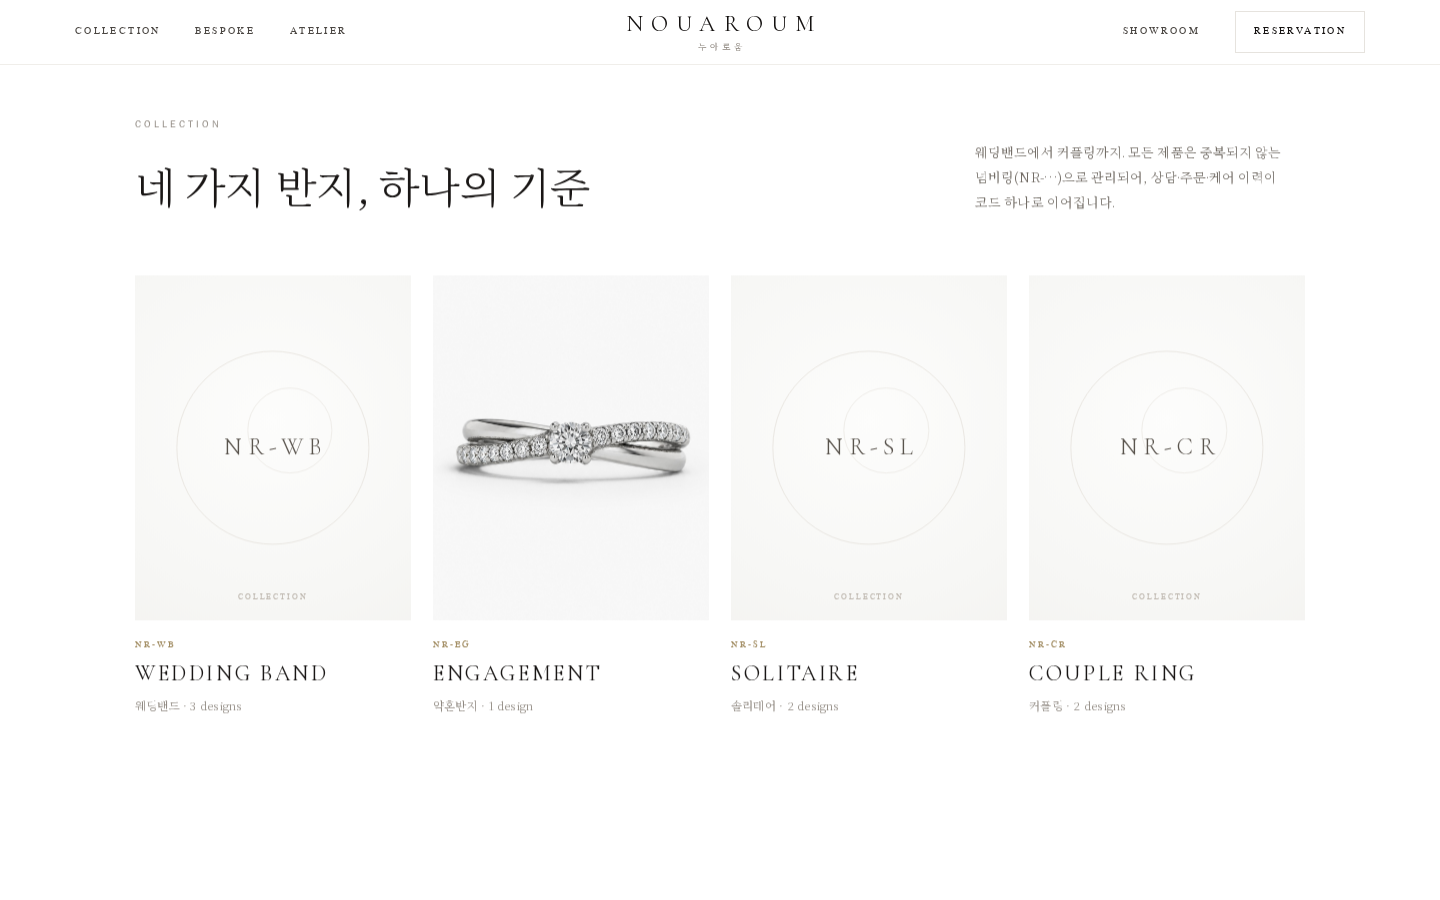 COLLECTION BESPOKE ATELIER
NOUAROUM
누아로움
SHOWROOM RESERVATION
COLLECTION
네 가지 반지, 하나의 기준
웨딩밴드에서 커플링까지. 모든 제품은 중복되지 않는
넘버링(NR-···)으로 관리되어, 상담·주문·케어 이력이
코드 하나로 이어집니다.
NR-WB
COLLECTION
NR-SL
COLLECTION
NR-CR
COLLECTION
NR-WB
WEDDING BAND
웨딩밴드 · 3 designs
NR-EG
ENGAGEMENT
약혼반지 · 1 design
NR-SL
SOLITAIRE
솔리테어 · 2 designs
NR-CR
COUPLE RING
커플링 · 2 designs